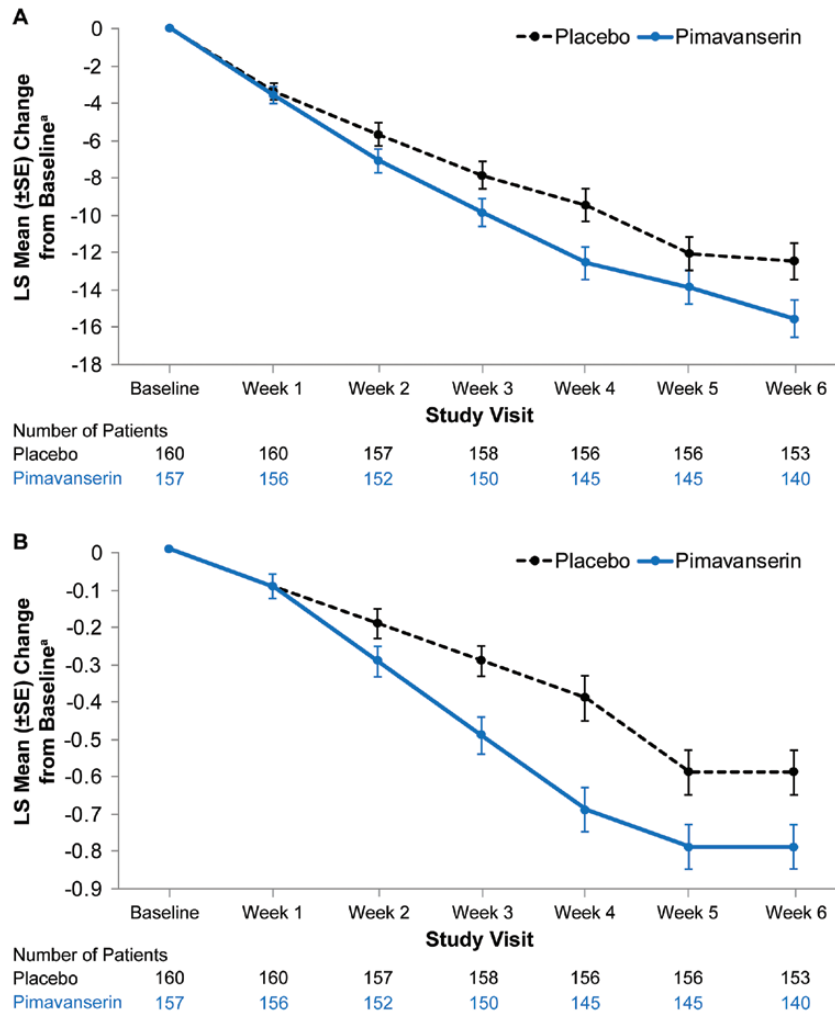 A
Placebo Pimavanserin
LS Mean (±SE) Change
from Baselineᵃ
0
-2
-4
-6
-8
-10
-12
-14
-16
-18
Baseline Week 1 Week 2 Week 3 Week 4 Week 5 Week 6
Study Visit
Number of Patients
Placebo 160 160 157 158 156 156 153
Pimavanserin 157 156 152 150 145 145 140
B
Placebo Pimavanserin
LS Mean (±SE) Change
from Baselineᵃ
0
-0.1
-0.2
-0.3
-0.4
-0.5
-0.6
-0.7
-0.8
-0.9
Baseline Week 1 Week 2 Week 3 Week 4 Week 5 Week 6
Study Visit
Number of Patients
Placebo 160 160 157 158 156 156 153
Pimavanserin 157 156 152 150 145 145 140